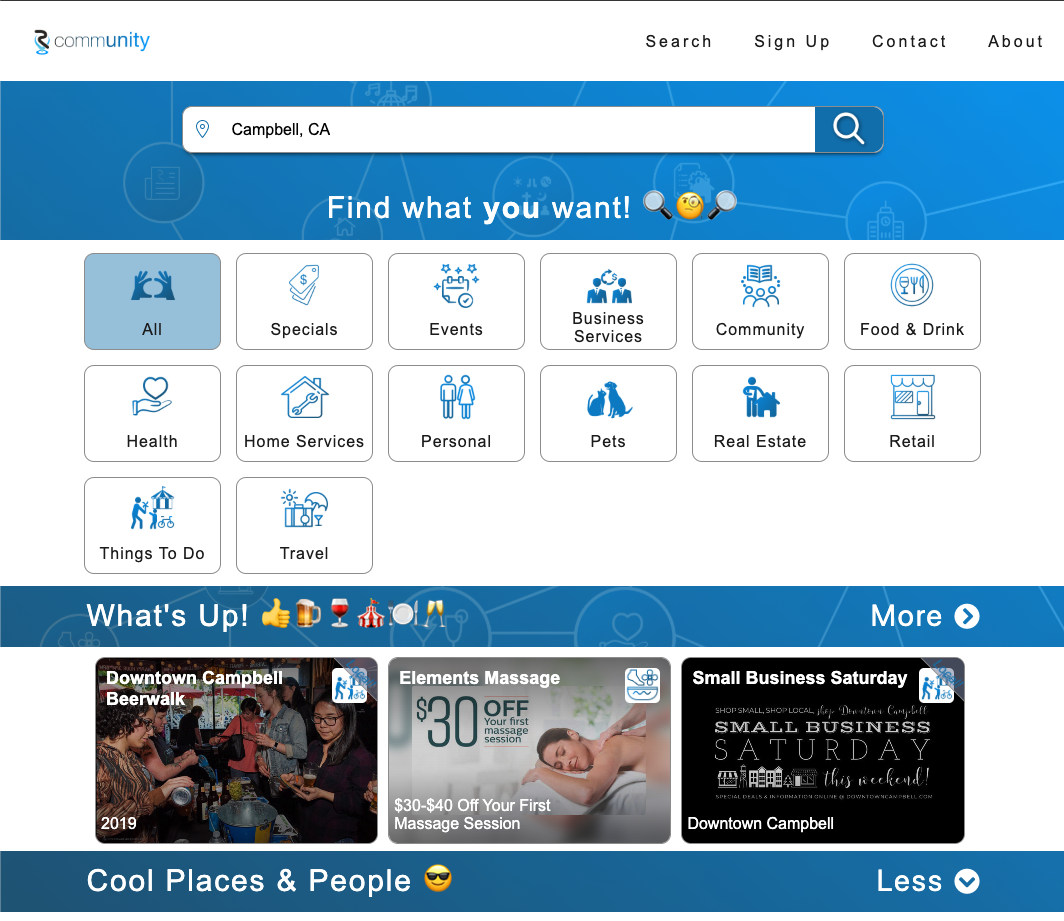 community
Search Sign Up Contact About
Campbell, CA
Find what you want! 🔍🧐🔎
All
Specials
Events
Business
Services
Community
Food & Drink
Health
Home Services
Personal
Pets
Real Estate
Retail
Things To Do
Travel
What's Up! 👍🍺🍷🎪🍽🥂
More
Downtown Campbell
Beerwalk
2019
Elements Massage
$30 OFF
Your first
massage
session
$30-$40 Off Your First
Massage Session
Small Business Saturday
SHOP SMALL, SHOP LOCAL, shop Downtown Campbell
SMALL BUSINESS
SATURDAY
this weekend!
SPECIAL DEALS & INFORMATION ONLINE @ DOWNTOWNCAMPBELL.COM
Downtown Campbell
Cool Places & People 😎
Less